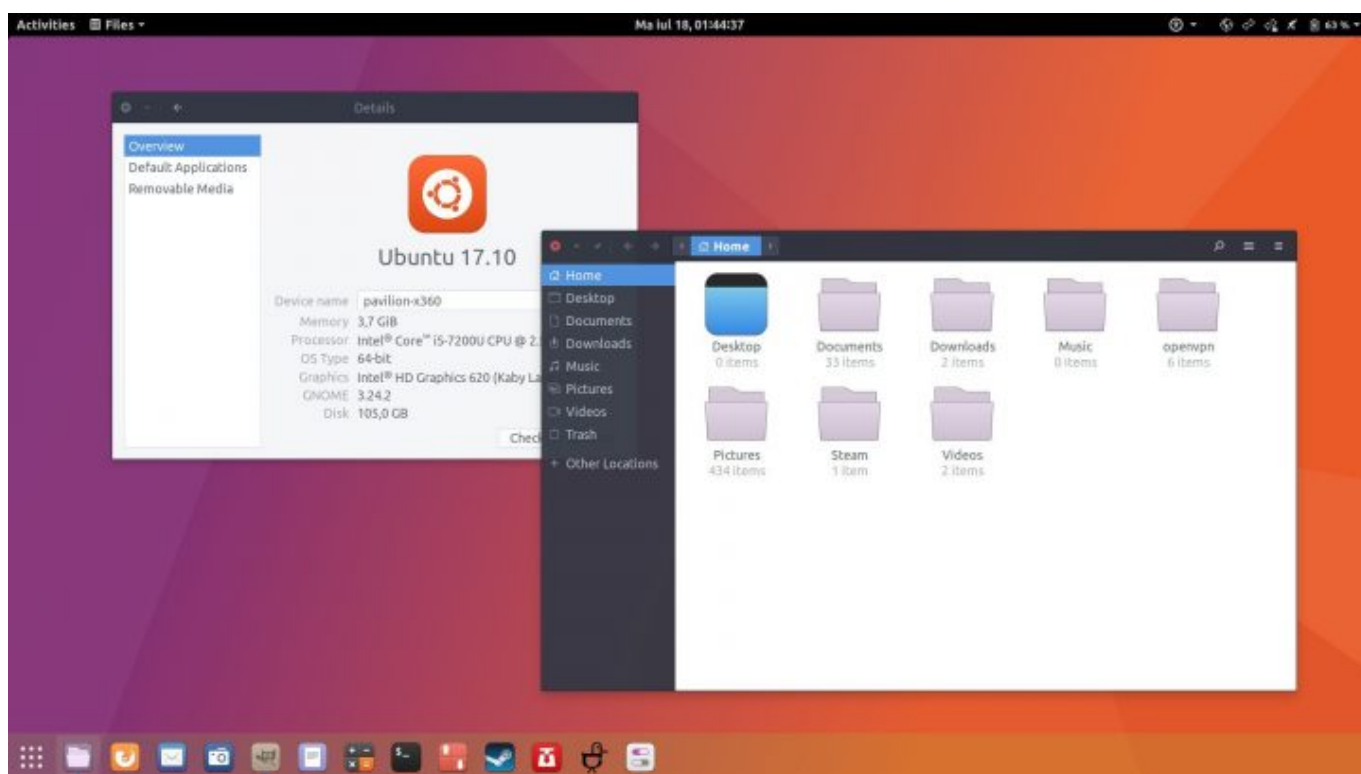 Activities Files
Ma iul 18, 01:44:37
63 %
Details
Overview
Default Applications
Removable Media
Ubuntu 17.10
Device name pavilion-x360
Memory 3,7 GiB
Processor Intel® Core™ i5-7200U CPU @ 2.
OS Type 64-bit
Graphics Intel® HD Graphics 620 (Kaby La
GNOME 3.24.2
Disk 105,0 GB
Chec
Home
Home
Desktop
Documents
Downloads
Music
Pictures
Videos
Trash
+ Other Locations
Desktop Documents Downloads Music openvpn
0 items 33 items 2 items 0 items 6 items
Pictures Steam Videos
434 items 1 item 2 items